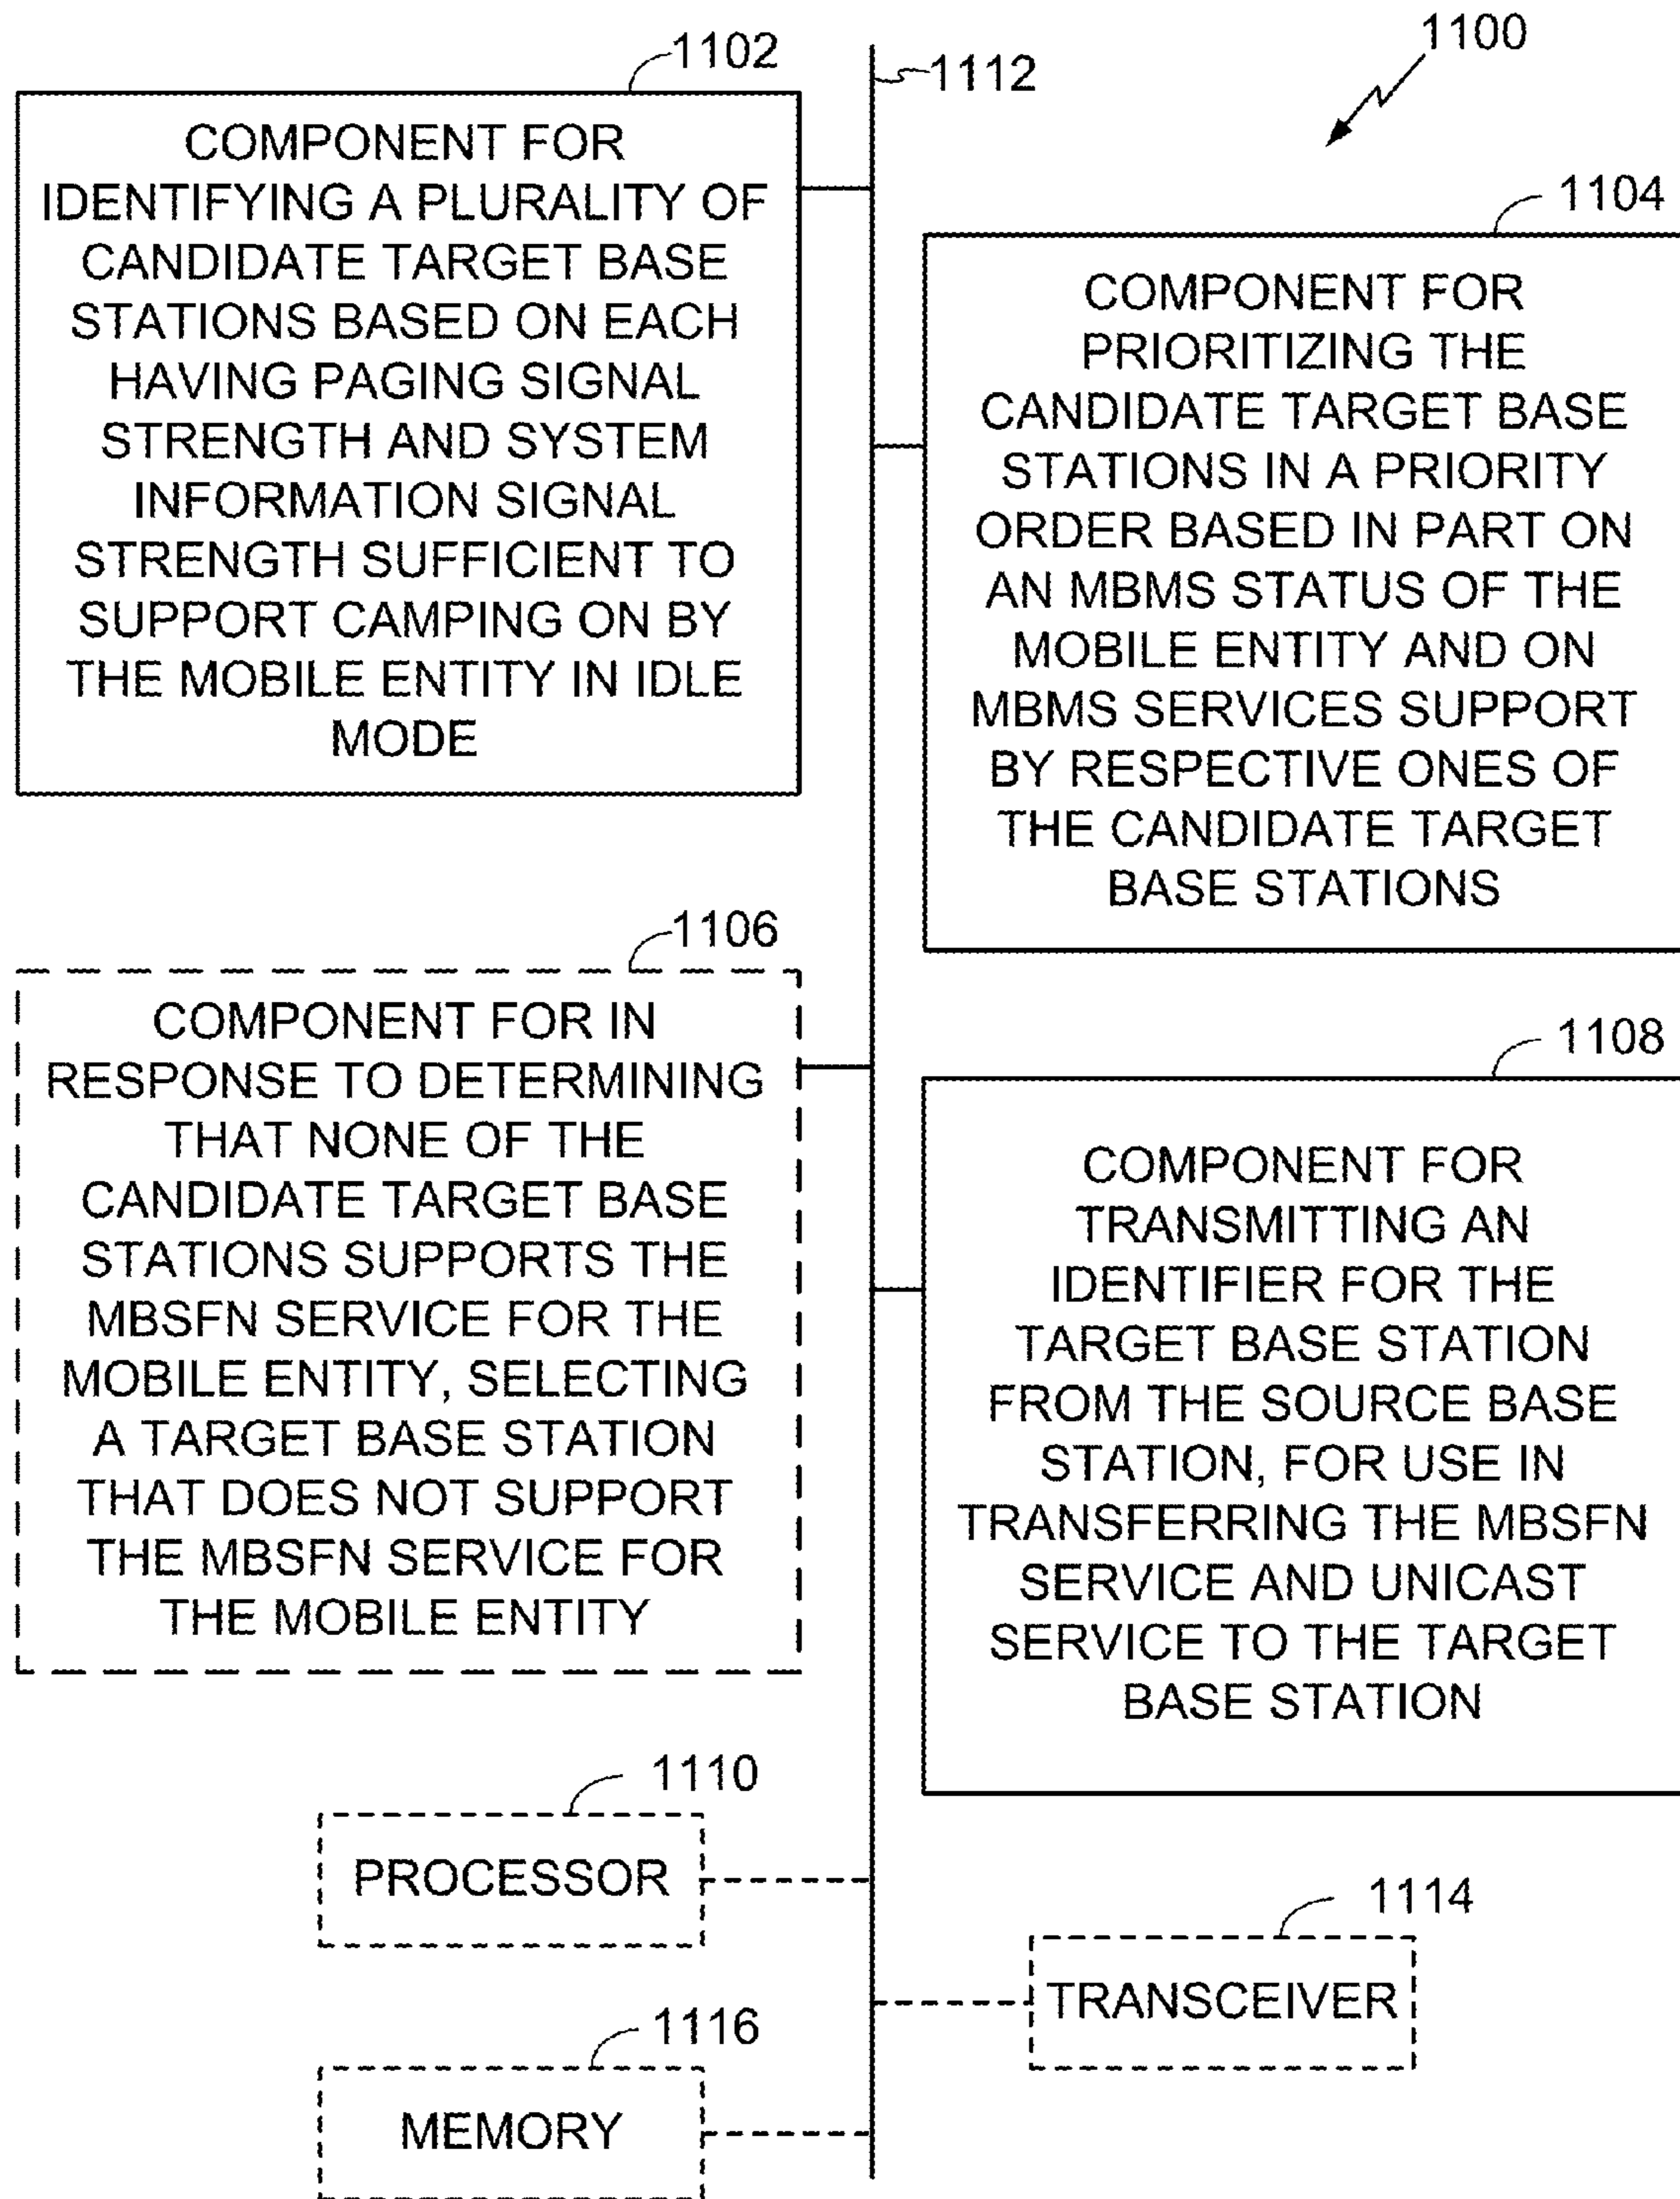 1100
1102
1112
COMPONENT FOR
IDENTIFYING A PLURALITY OF
CANDIDATE TARGET BASE
STATIONS BASED ON EACH
HAVING PAGING SIGNAL
STRENGTH AND SYSTEM
INFORMATION SIGNAL
STRENGTH SUFFICIENT TO
SUPPORT CAMPING ON BY
THE MOBILE ENTITY IN IDLE
MODE
1104
COMPONENT FOR
PRIORITIZING THE
CANDIDATE TARGET BASE
STATIONS IN A PRIORITY
ORDER BASED IN PART ON
AN MBMS STATUS OF THE
MOBILE ENTITY AND ON
MBMS SERVICES SUPPORT
BY RESPECTIVE ONES OF
THE CANDIDATE TARGET
BASE STATIONS
1106
COMPONENT FOR IN
RESPONSE TO DETERMINING
THAT NONE OF THE
CANDIDATE TARGET BASE
STATIONS SUPPORTS THE
MBSFN SERVICE FOR THE
MOBILE ENTITY, SELECTING
A TARGET BASE STATION
THAT DOES NOT SUPPORT
THE MBSFN SERVICE FOR
THE MOBILE ENTITY
1108
COMPONENT FOR
TRANSMITTING AN
IDENTIFIER FOR THE
TARGET BASE STATION
FROM THE SOURCE BASE
STATION, FOR USE IN
TRANSFERRING THE MBSFN
SERVICE AND UNICAST
SERVICE TO THE TARGET
BASE STATION
1110
PROCESSOR
1114
TRANSCEIVER
1116
MEMORY